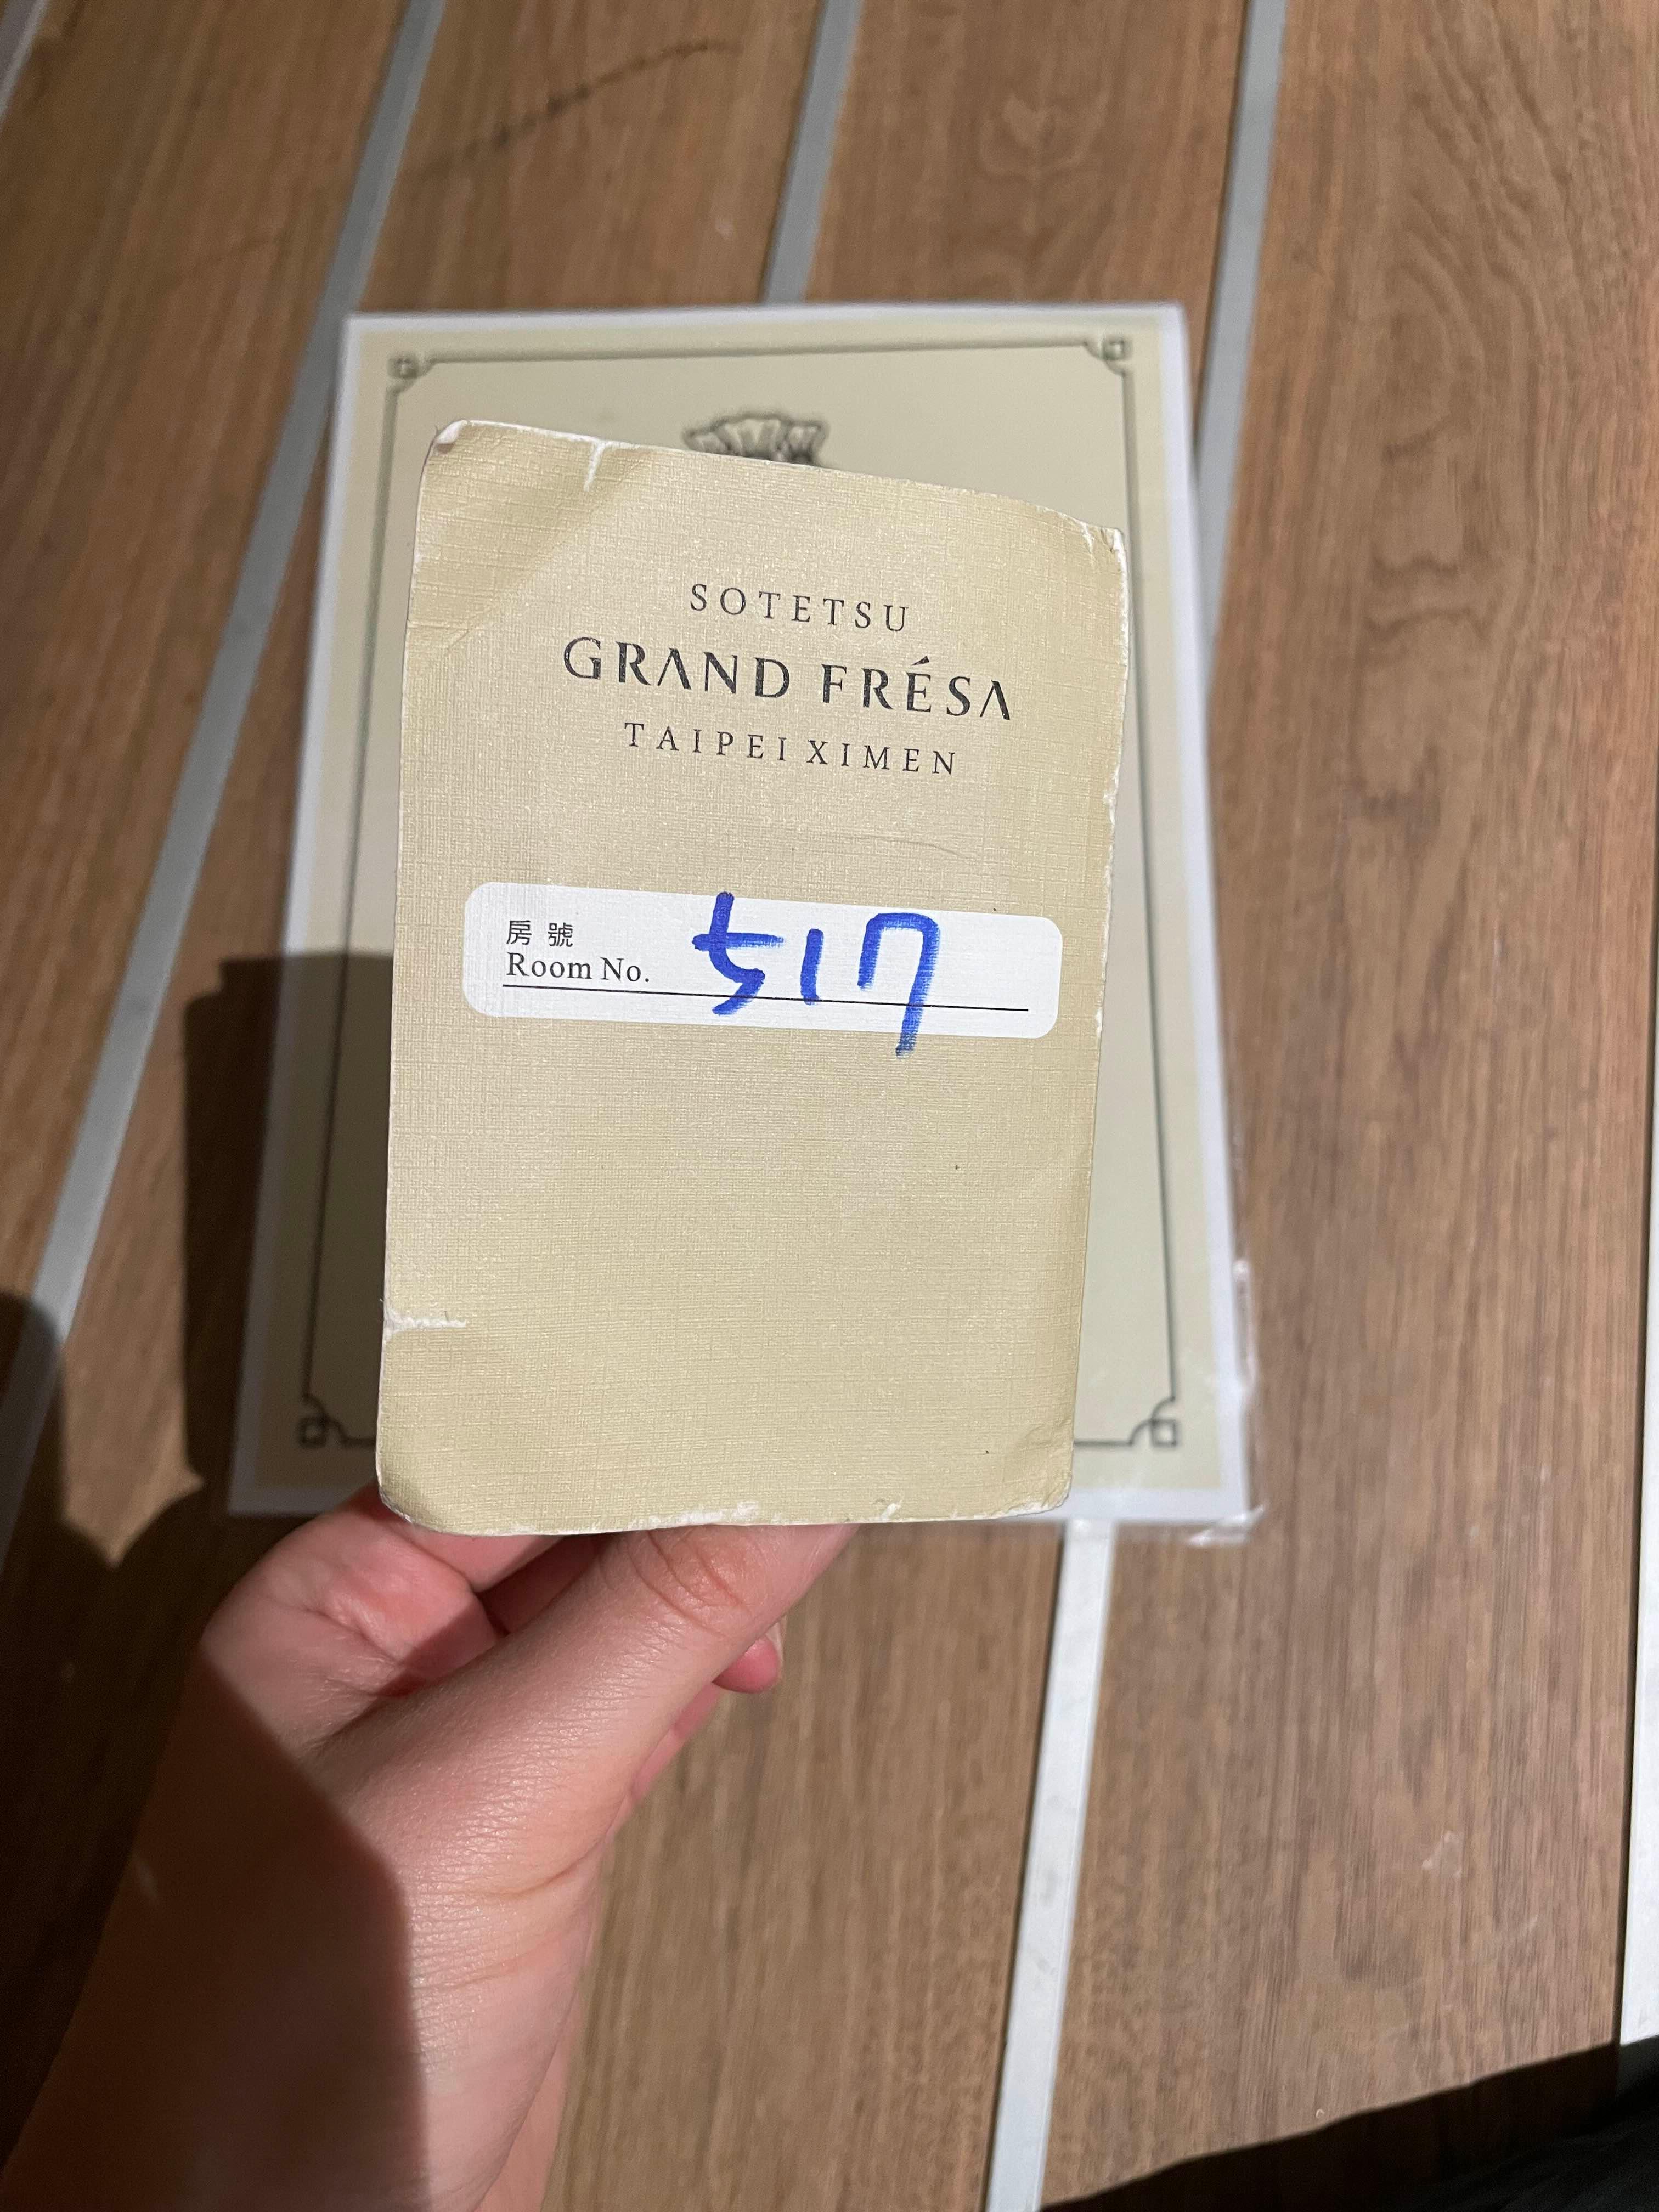 SOTETSU
GRAND FRÉSA
TAIPEI XIMEN
房號
Room No. 517